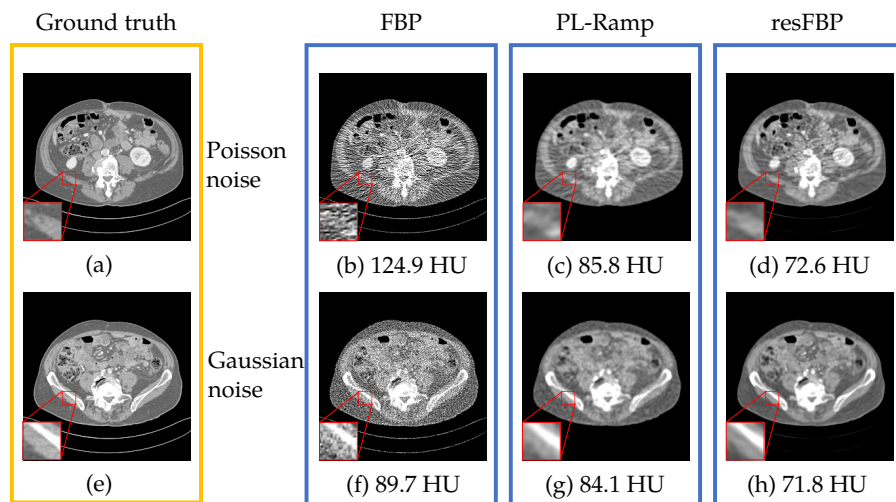 Ground truth
FBP
PL-Ramp
resFBP
Poisson
noise
(a)
(b) 124.9 HU
(c) 85.8 HU
(d) 72.6 HU
Gaussian
noise
(e)
(f) 89.7 HU
(g) 84.1 HU
(h) 71.8 HU